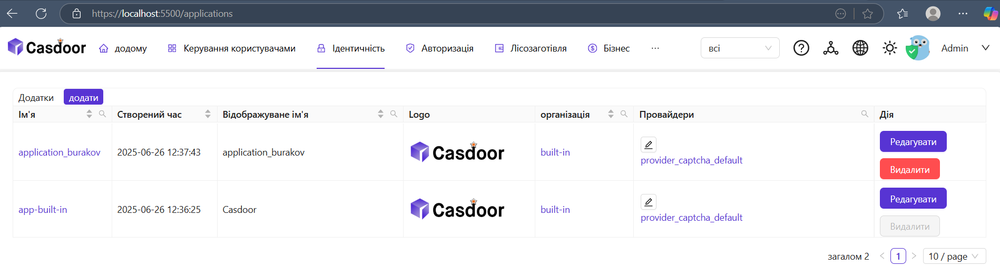 https://localhost:5500/applications
Casdoor додому Керування користувачами Ідентичність Авторизація Лісозаготівля Бізнес ··· всі Admin
Додатки додати
Ім'я Створений час Відображуване ім'я Logo організація Провайдери Дія
application_burakov 2025-06-26 12:37:43 application_burakov Casdoor built-in provider_captcha_default Редагувати
Видалити
app-built-in 2025-06-26 12:36:25 Casdoor Casdoor built-in provider_captcha_default Редагувати
Видалити
загалом 2 1 10 / page